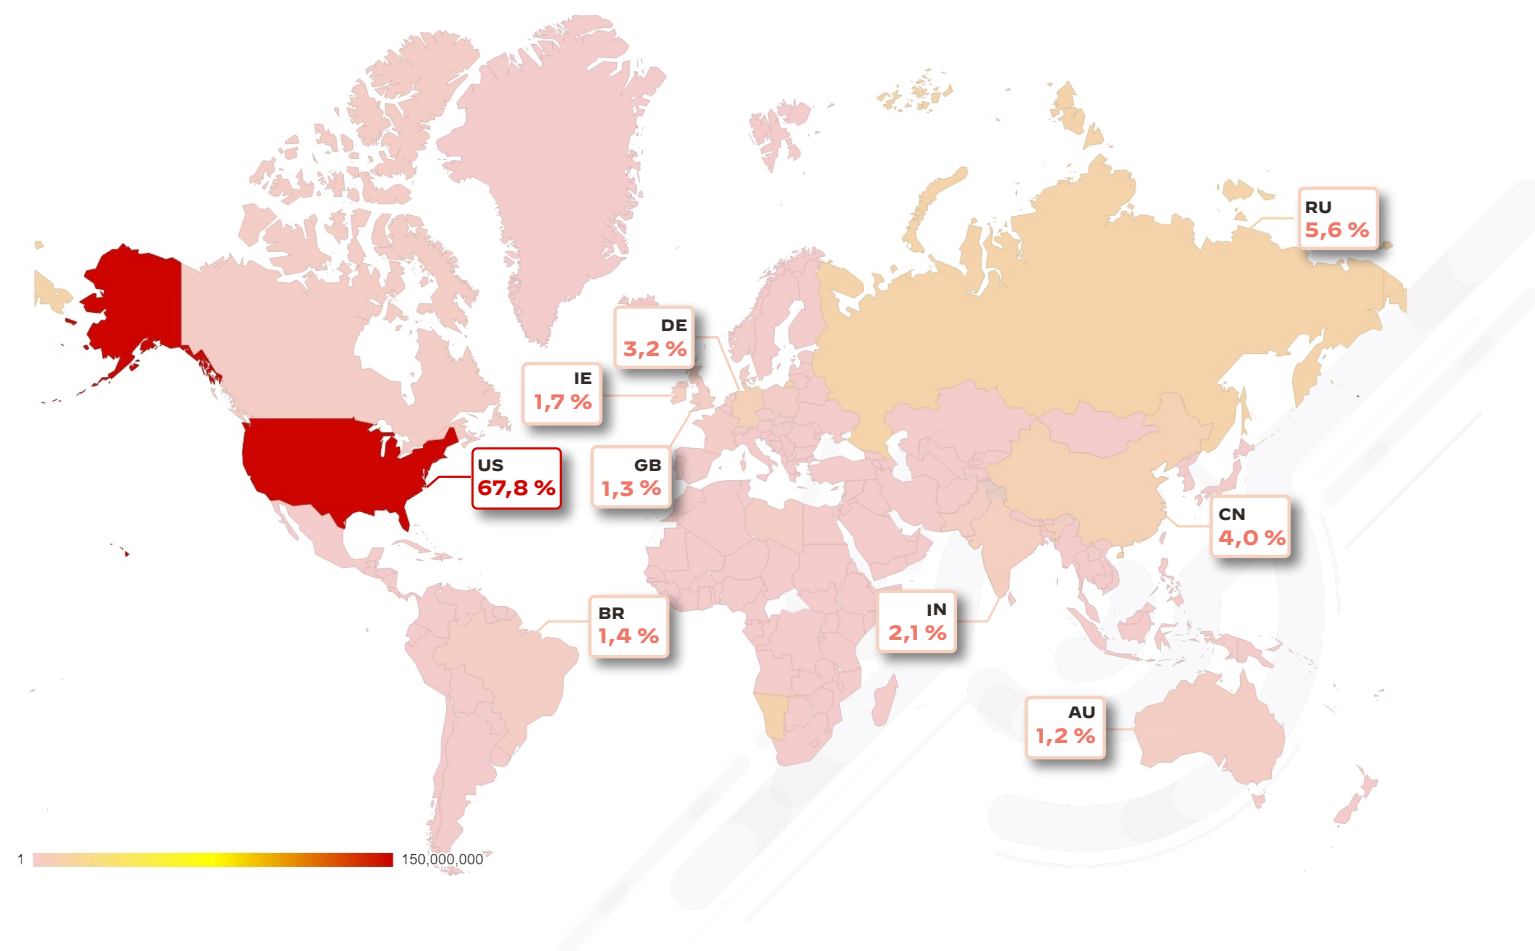 RU
5,6 %
DE
3,2 %
IE
1,7 %
US
67,8 %
GB
1,3 %
CN
4,0 %
BR
1,4 %
IN
2,1 %
AU
1,2 %
1
150,000,000